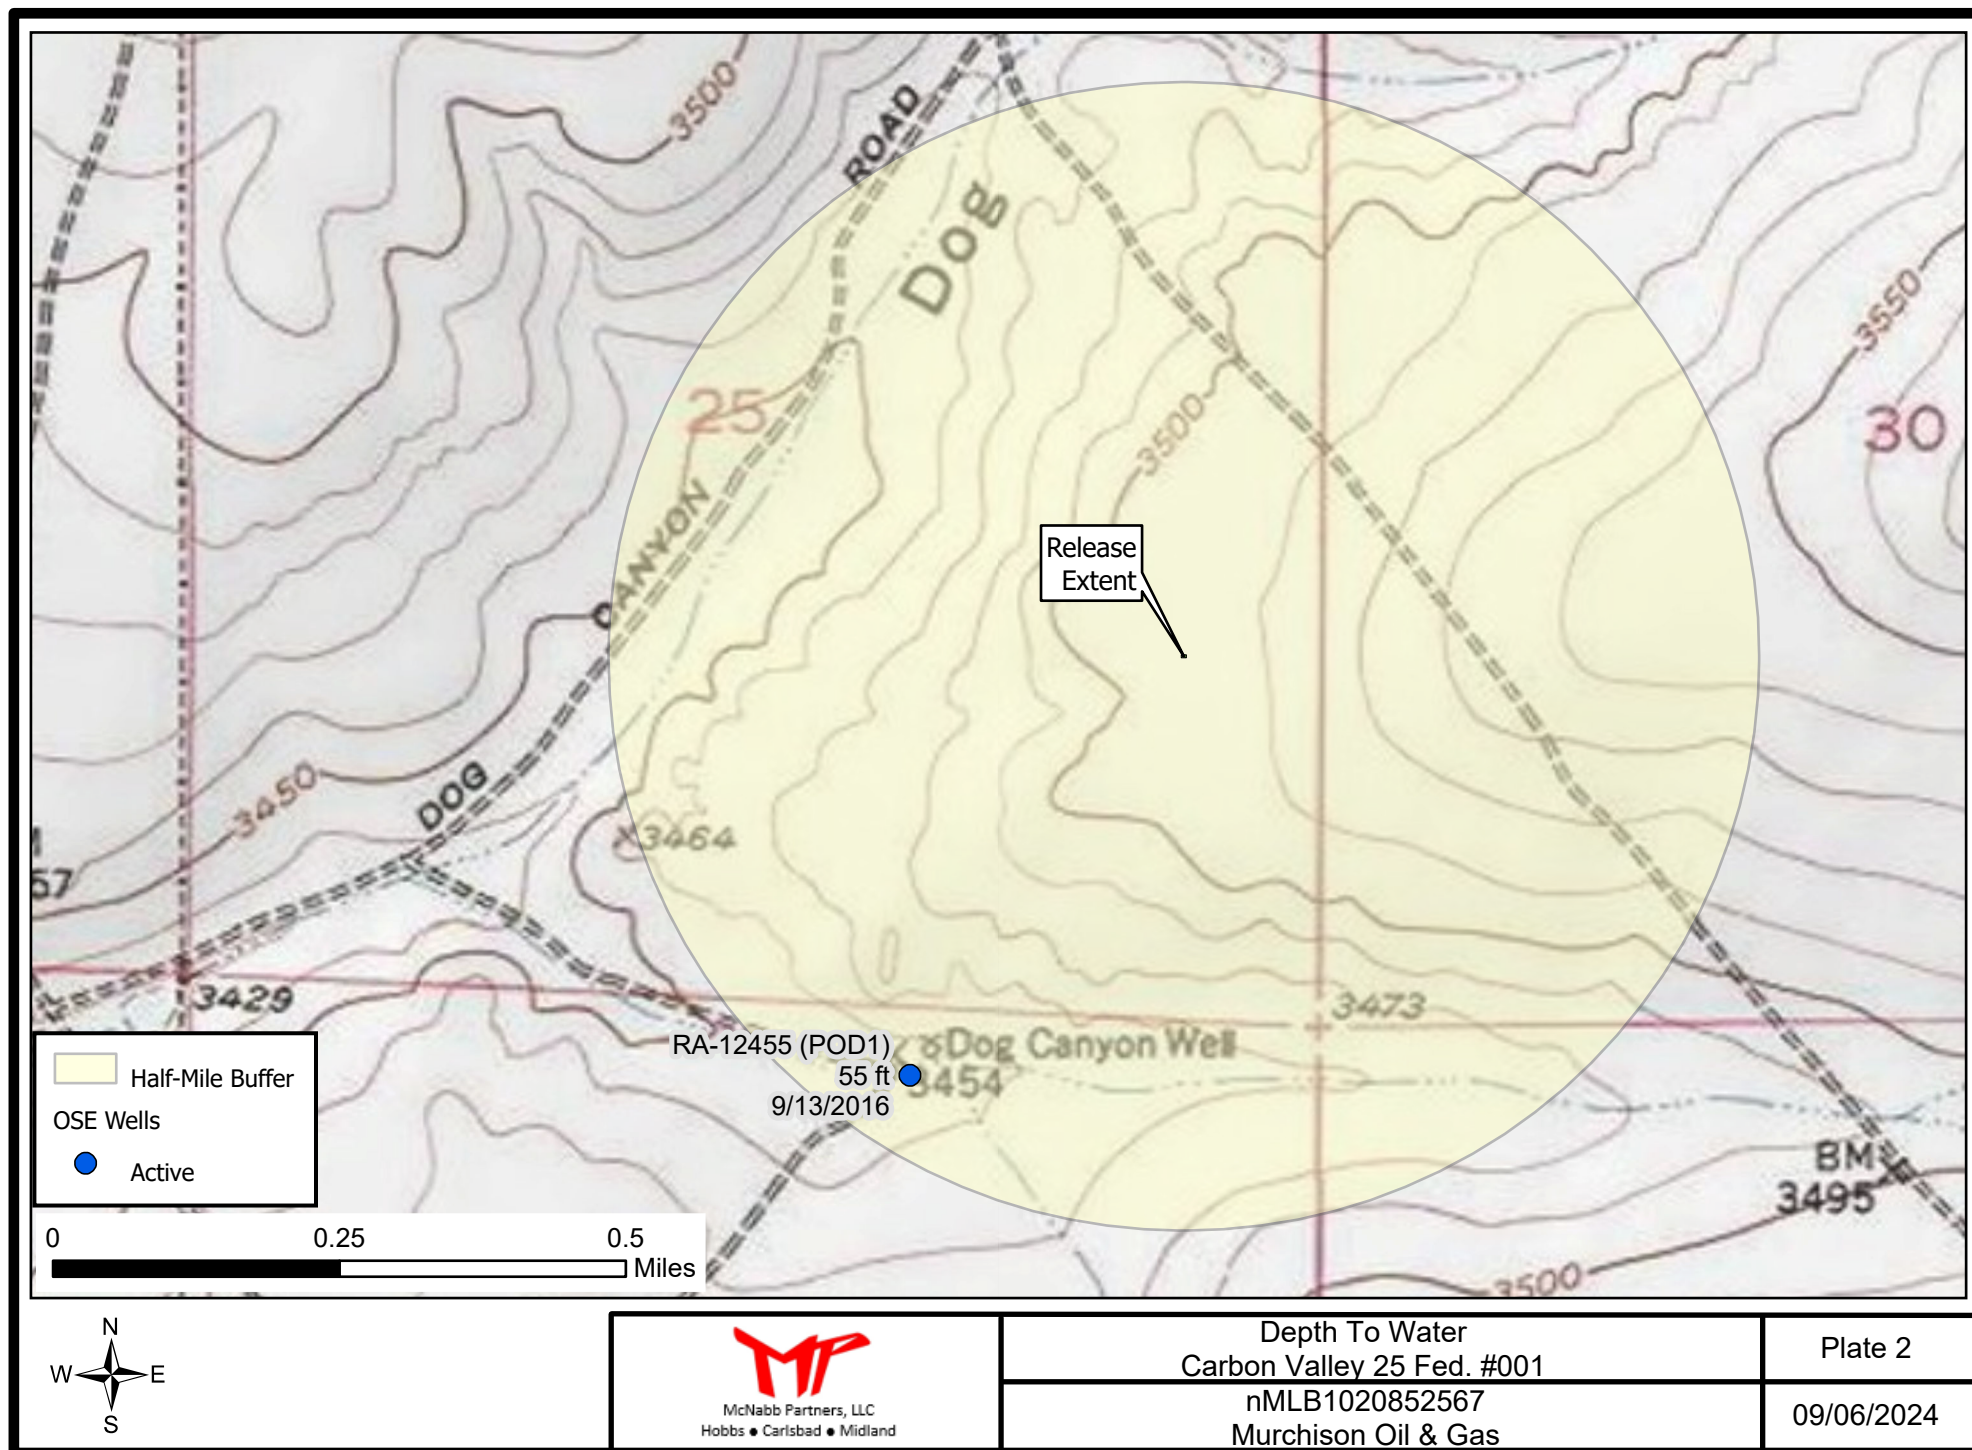 3500
ROAD
Dog
3550
25
30
3500
CANYON
Release
Extent
3450
DOG
3464
67
3429
3473
RA-12455 (POD1)
Dog Canyon Well
55 ft
3454
9/13/2016
BM
3495
3500
Half-Mile Buffer
OSE Wells
Active
0 0.25 0.5
Miles
N
W E
S
McNabb Partners, LLC
Hobbs ● Carlsbad ● Midland
Depth To Water
Carbon Valley 25 Fed. #001
nMLB1020852567
Murchison Oil & Gas
Plate 2
09/06/2024